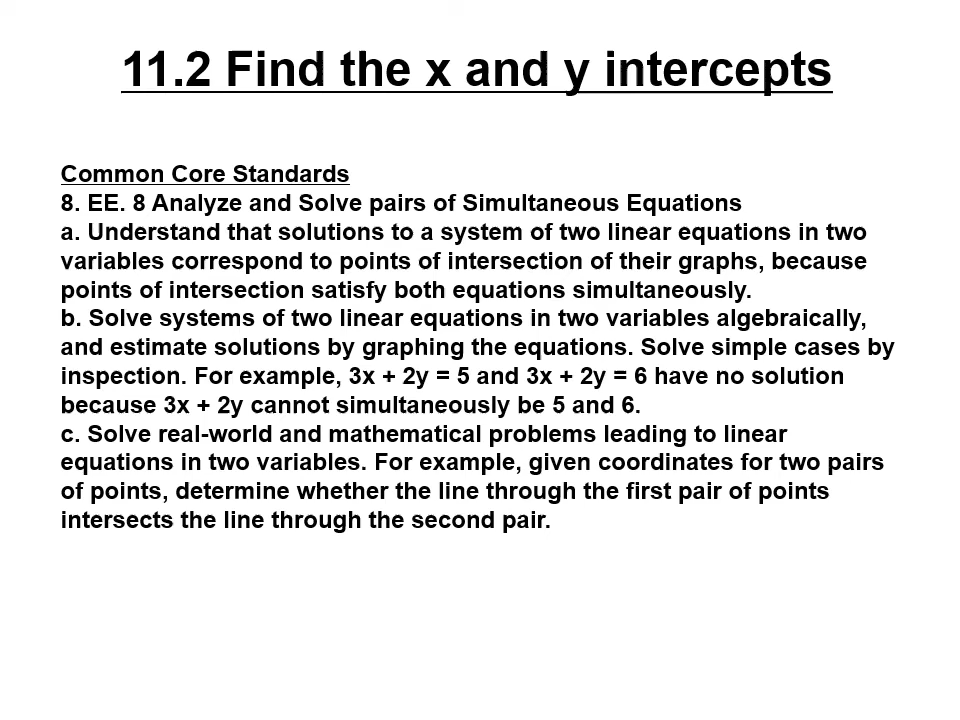 11.2 Find the x and y intercepts
Common Core Standards
8. EE. 8 Analyze and Solve pairs of Simultaneous Equations
a. Understand that solutions to a system of two linear equations in two
variables correspond to points of intersection of their graphs, because
points of intersection satisfy both equations simultaneously.
b. Solve systems of two linear equations in two variables algebraically,
and estimate solutions by graphing the equations. Solve simple cases by
inspection. For example, 3x + 2y = 5 and 3x + 2y = 6 have no solution
because 3x + 2y cannot simultaneously be 5 and 6.
c. Solve real-world and mathematical problems leading to linear
equations in two variables. For example, given coordinates for two pairs
of points, determine whether the line through the first pair of points
intersects the line through the second pair.